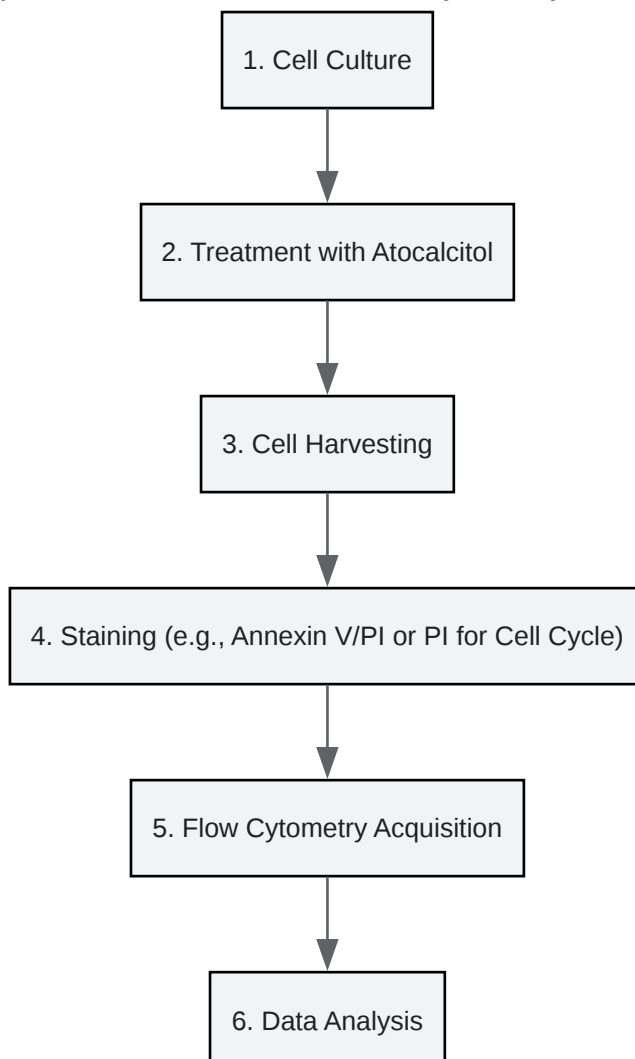 1. Cell Culture
2. Treatment with Atocalcitol
3. Cell Harvesting
4. Staining (e.g., Annexin V/PI or PI for Cell Cycle)
5. Flow Cytometry Acquisition
6. Data Analysis